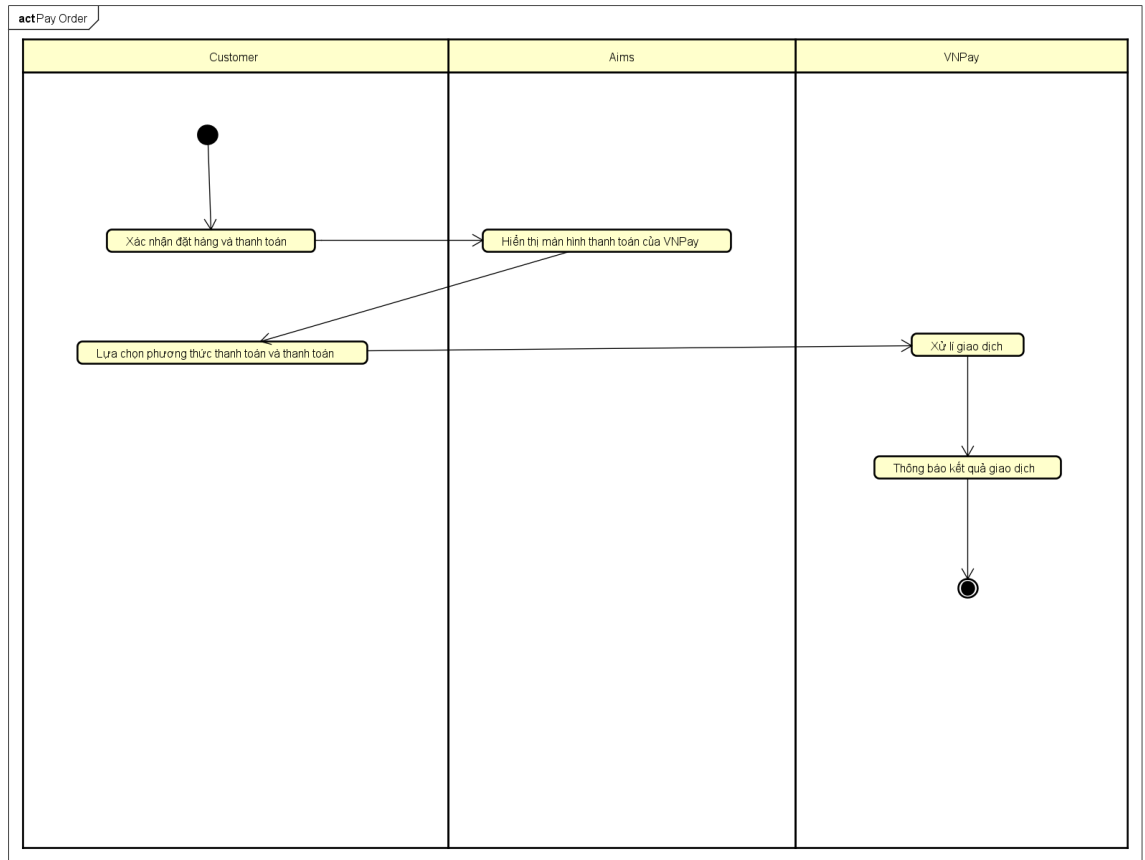 act Pay Order
Customer
Aims
VNPay
Xác nhận đặt hàng và thanh toán
Hiển thị màn hình thanh toán của VNPay
Lựa chọn phương thức thanh toán và thanh toán
Xử lí giao dịch
Thông báo kết quả giao dịch